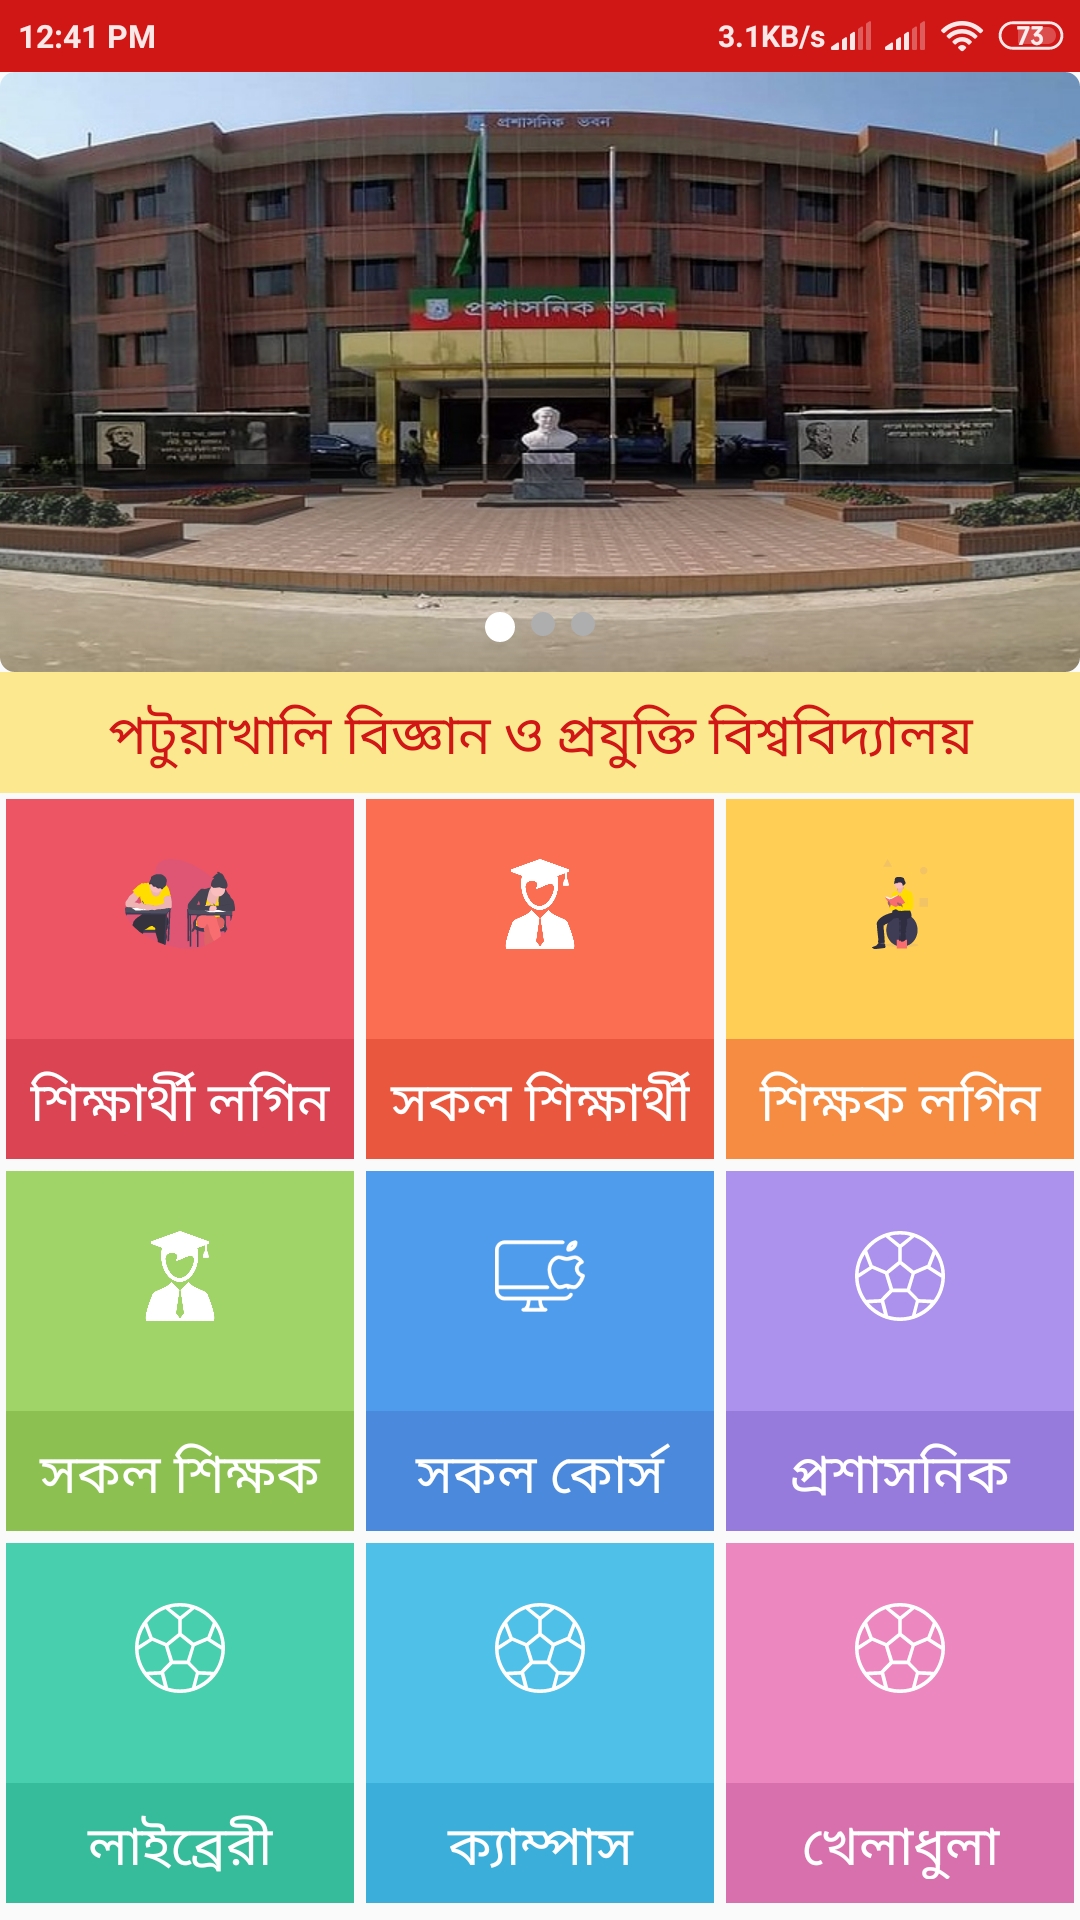 12:41 PM 3.1KB/s 73
প্রশাসনিক ভবন
প্রশাসনিক ভবন
পটুয়াখালি বিজ্ঞান ও প্রযুক্তি বিশ্ববিদ্যালয়
শিক্ষার্থী লগিন
সকল শিক্ষার্থী
শিক্ষক লগিন
সকল শিক্ষক
সকল কোর্স
প্রশাসনিক
লাইব্রেরী
ক্যাম্পাস
খেলাধুলা